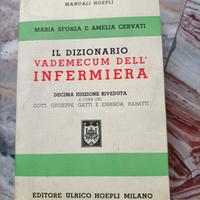 MANUALI HOEPLI
MARIA SFORZA E AMELIA CERVATI
IL DIZIONARIO
VADEMECUM DELL'
INFERMIERA
DECIMA EDIZIONE RIVEDUTA
A CURA DEI
DOTT. GIUSEPPE GATTI E ERMINDA RABATTI
EDITORE ULRICO HOEPLI MILANO